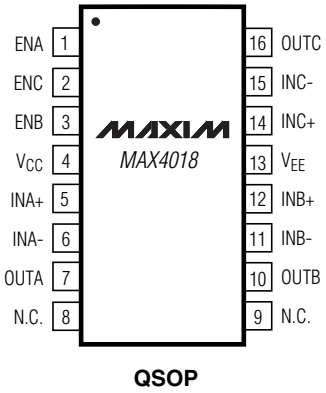 ENA 1 16 OUTC
ENC 2 15 INC-
ENB 3 MAXIM 14 INC+
VCC 4 MAX4018 13 VEE
INA+ 5 12 INB+
INA- 6 11 INB-
OUTA 7 10 OUTB
N.C. 8 9 N.C.
QSOP